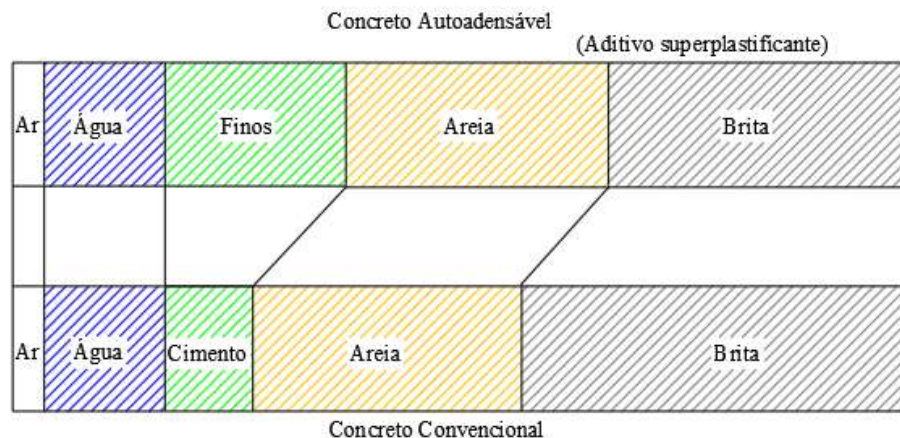 Concreto Autoadensável
(Aditivo superplastificante)
Ar Água Finos Areia Brita
Ar Água Cimento Areia Brita
Concreto Convencional